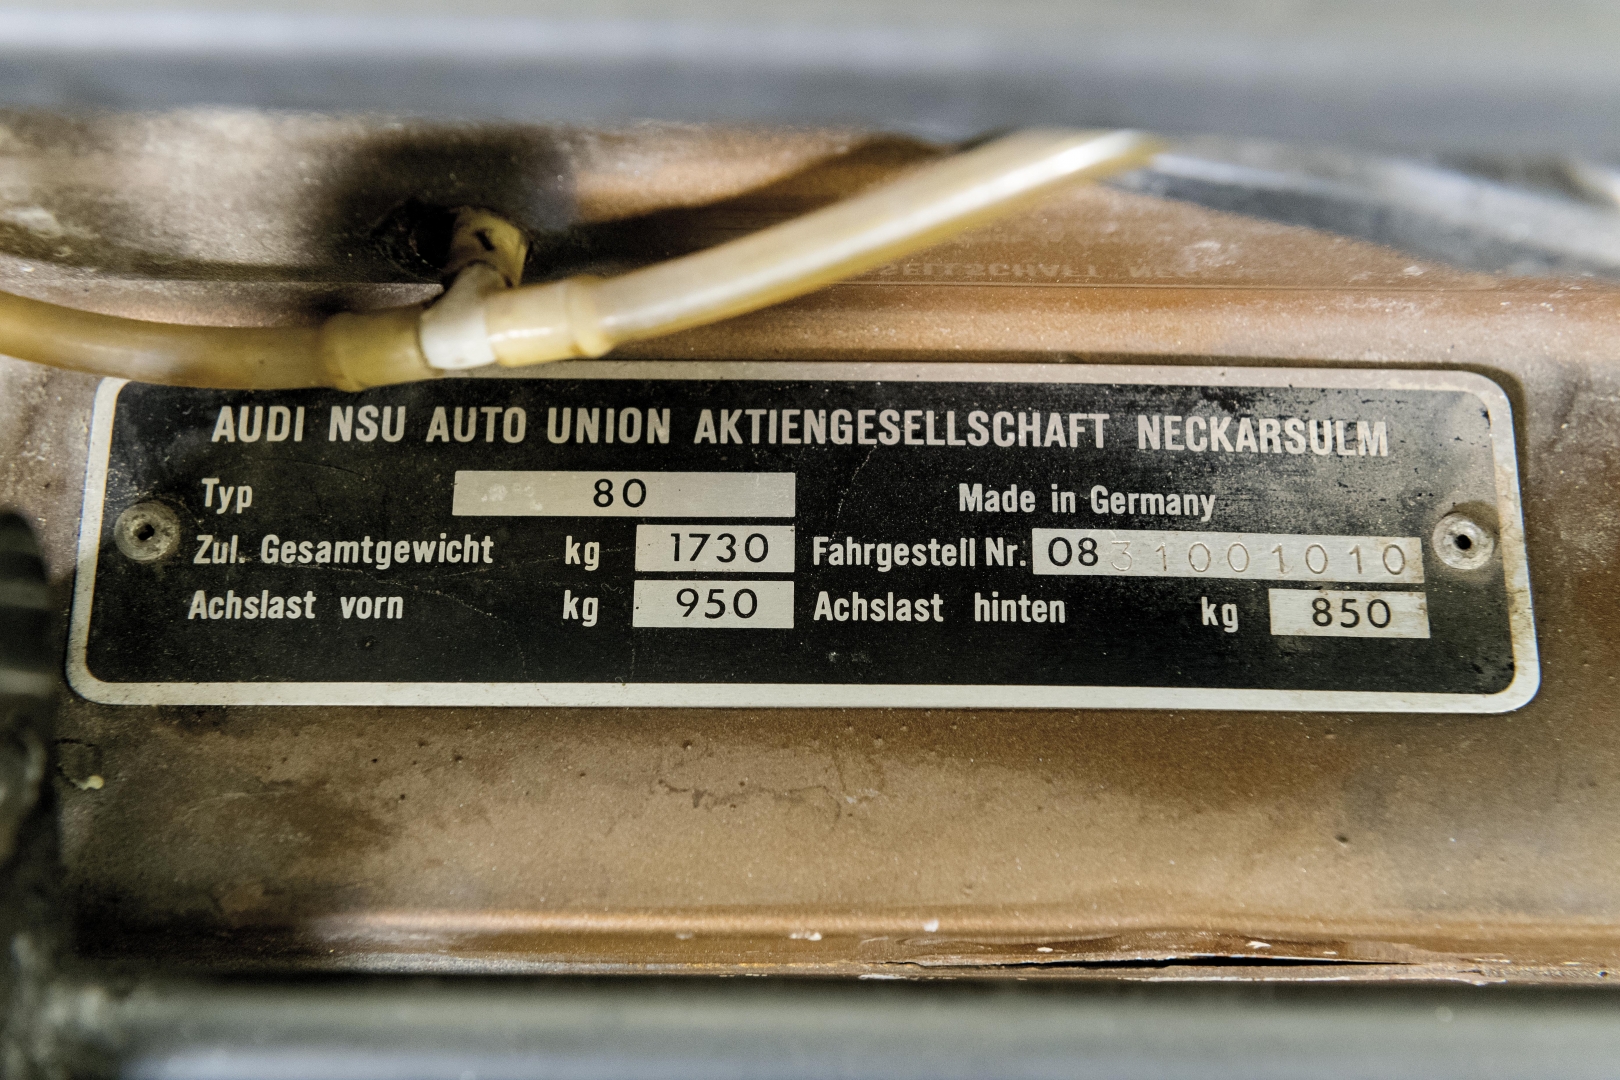 AUDI NSU AUTO UNION AKTIENGESELLSCHAFT NECKARSULM
Typ 80 Made in Germany
Zul. Gesamtgewicht kg 1730 Fahrgestell Nr. 0831001010
Achslast vorn kg 950 Achslast hinten kg 850